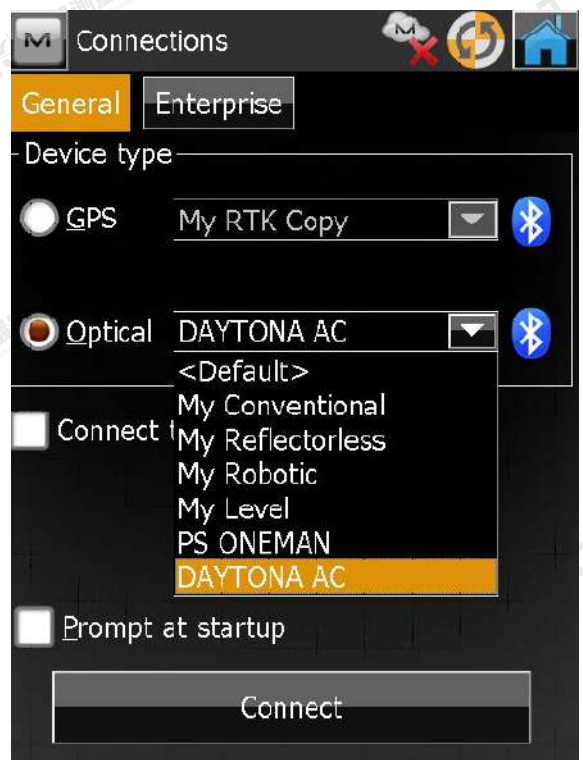 Connections
General Enterprise
Device type
GPS My RTK Copy
Optical DAYTONA AC
<Default>
My Conventional
Connect
My Reflectorless
My Robotic
My Level
PS ONEMAN
DAYTONA AC
Prompt at startup
Connect